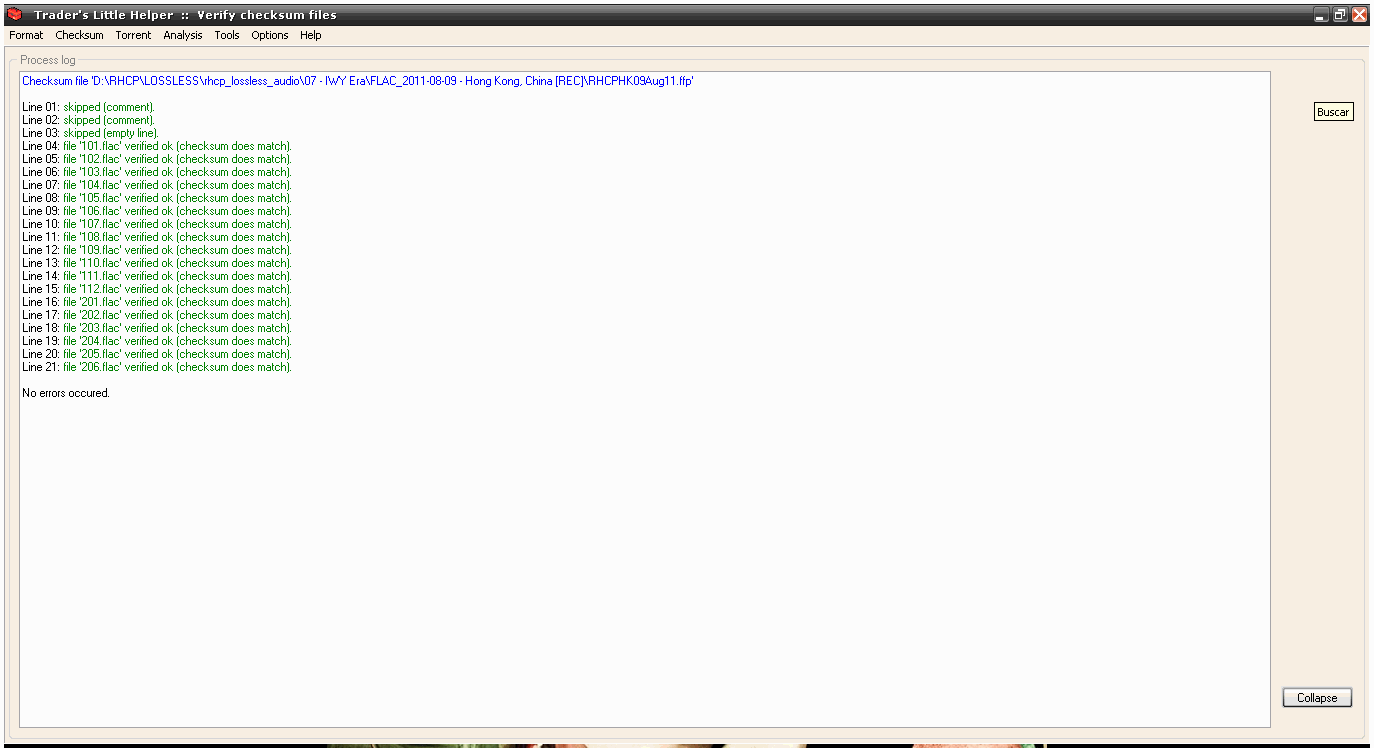 Trader's Little Helper :: Verify checksum files
Format Checksum Torrent Analysis Tools Options Help
Process log
Checksum file 'D:\RHCP\LOSSLESS\rhcp_lossless_audio\07 - IWY Era\FLAC_2011-08-09 - Hong Kong, China [REC]\RHCPHK09Aug11.ffp'
Buscar
Line 01: skipped (comment).
Line 02: skipped (comment).
Line 03: skipped (empty line).
Line 04: file '101.flac' verified ok (checksum does match).
Line 05: file '102.flac' verified ok (checksum does match).
Line 06: file '103.flac' verified ok (checksum does match).
Line 07: file '104.flac' verified ok (checksum does match).
Line 08: file '105.flac' verified ok (checksum does match).
Line 09: file '106.flac' verified ok (checksum does match).
Line 10: file '107.flac' verified ok (checksum does match).
Line 11: file '108.flac' verified ok (checksum does match).
Line 12: file '109.flac' verified ok (checksum does match).
Line 13: file '110.flac' verified ok (checksum does match).
Line 14: file '111.flac' verified ok (checksum does match).
Line 15: file '112.flac' verified ok (checksum does match).
Line 16: file '201.flac' verified ok (checksum does match).
Line 17: file '202.flac' verified ok (checksum does match).
Line 18: file '203.flac' verified ok (checksum does match).
Line 19: file '204.flac' verified ok (checksum does match).
Line 20: file '205.flac' verified ok (checksum does match).
Line 21: file '206.flac' verified ok (checksum does match).
No errors occured.
Collapse